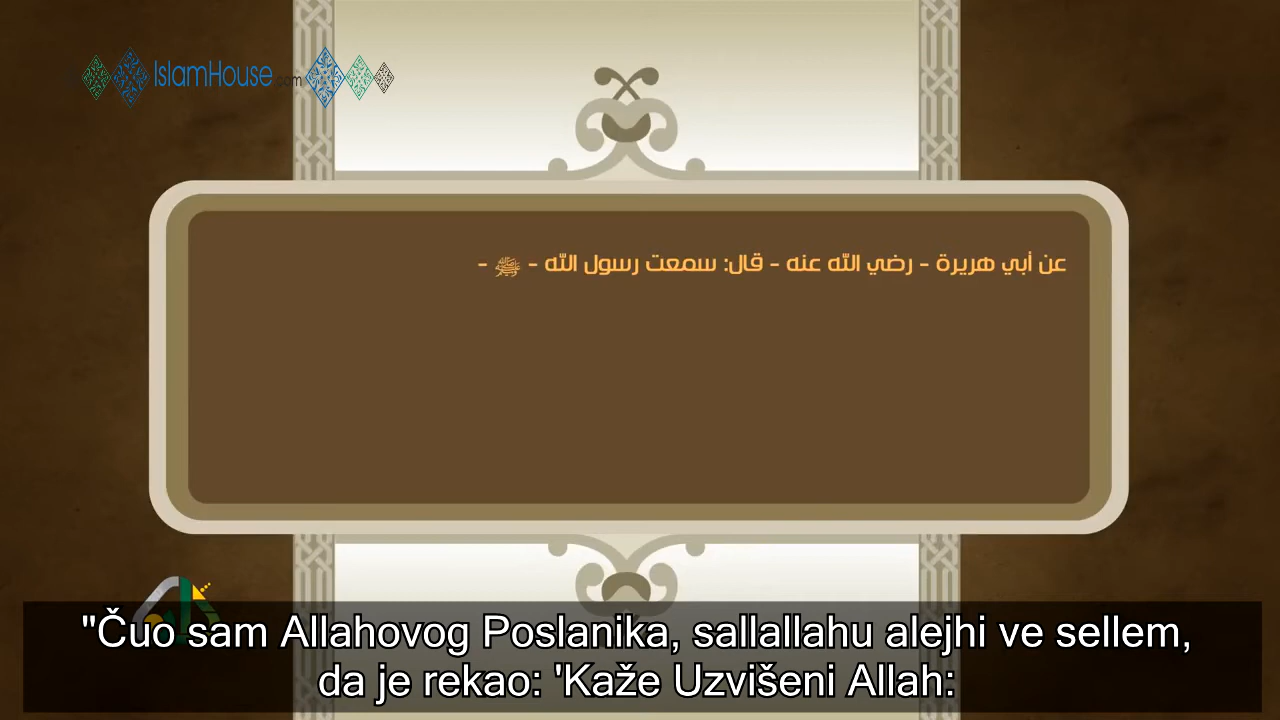 IslamHouse.com
عن أبي هريرة - رضي الله عنه - قال: سمعت رسول الله - ﷺ -
"Čuo sam Allahovog Poslanika, sallallahu alejhi ve sellem,
da je rekao: 'Kaže Uzvišeni Allah: